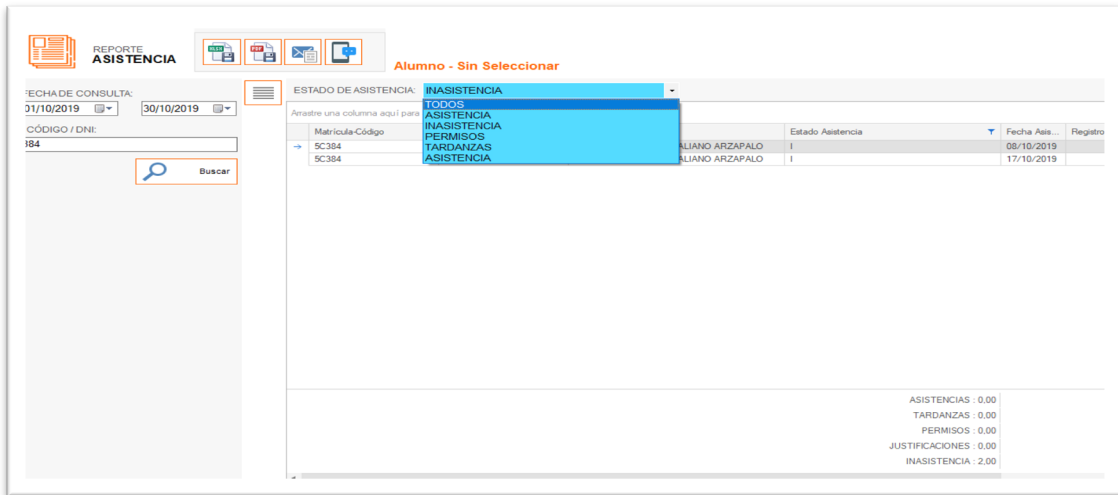 REPORTE
ASISTENCIA
XLSX
PDF
Alumno - Sin Seleccionar
FECHA DE CONSULTA:
01/10/2019
30/10/2019
CÓDIGO / DNI:
384
Buscar
ESTADO DE ASISTENCIA: INASISTENCIA
TODOS
ASISTENCIA
INASISTENCIA
PERMISOS
TARDANZAS
ASISTENCIA
Arrastre una columna aquí para
Matrícula-Código Estado Asistencia Fecha Asis... Registro
5C384 ALIANO ARZAPALO I 08/10/2019
5C384 ALIANO ARZAPALO I 17/10/2019
ASISTENCIAS : 0,00
TARDANZAS : 0,00
PERMISOS : 0,00
JUSTIFICACIONES : 0,00
INASISTENCIA : 2,00